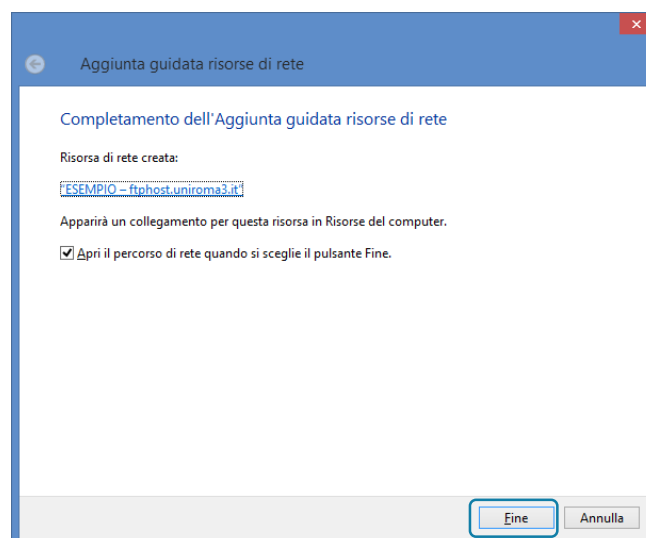 Aggiunta guidata risorse di rete
Completamento dell'Aggiunta guidata risorse di rete
Risorsa di rete creata:
"ESEMPIO – ftphost.uniroma3.it"
Apparirà un collegamento per questa risorsa in Risorse del computer.
Apri il percorso di rete quando si sceglie il pulsante Fine.
Fine Annulla